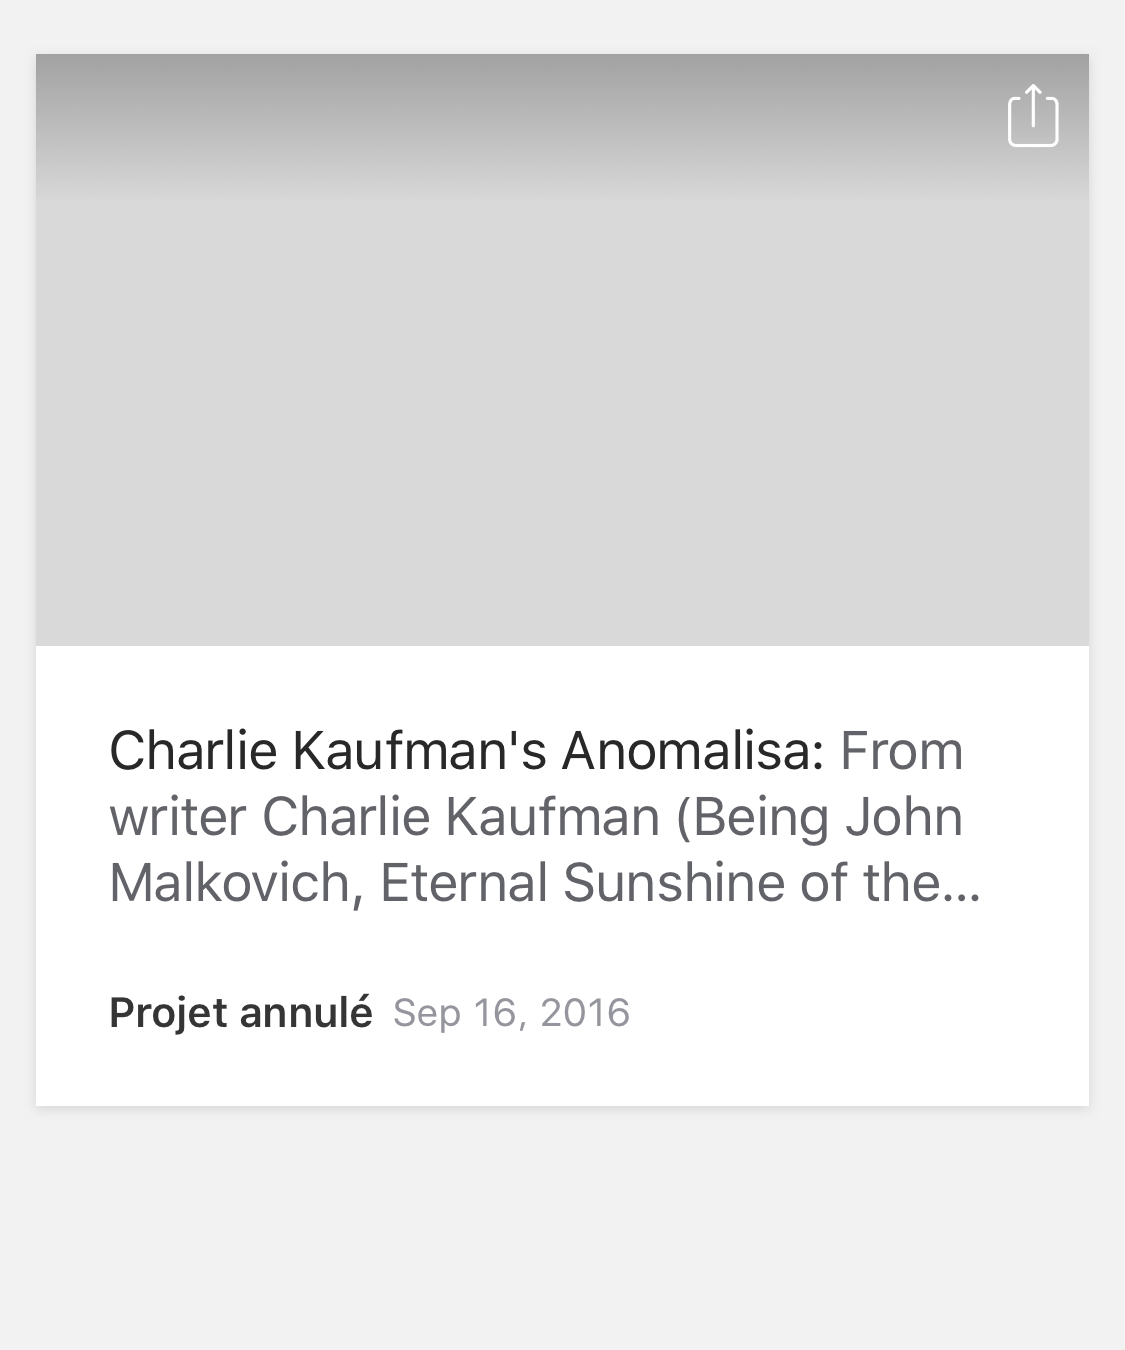 Charlie Kaufman's Anomalisa: From
writer Charlie Kaufman (Being John
Malkovich, Eternal Sunshine of the...
Projet annulé Sep 16, 2016